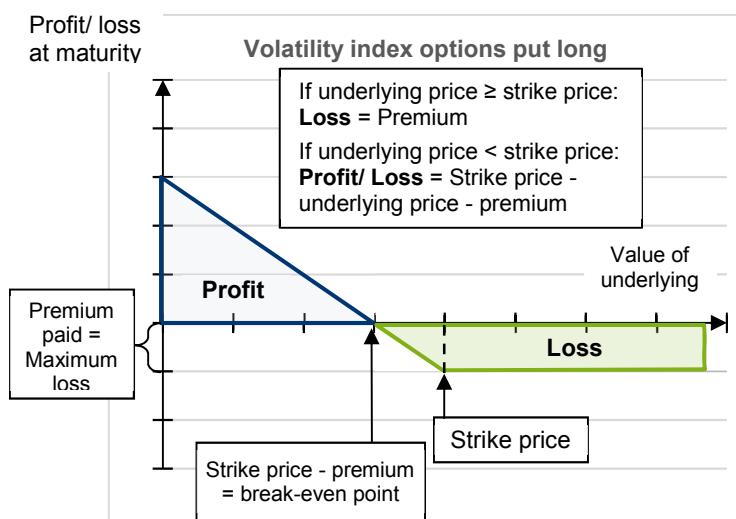 Profit/ loss
at maturity
Volatility index options put long
If underlying price ≥ strike price:
Loss = Premium
If underlying price < strike price:
Profit/ Loss = Strike price -
underlying price - premium
Value of
underlying
Profit
Premium
paid =
Maximum
loss
Loss
Strike price
Strike price - premium
= break-even point